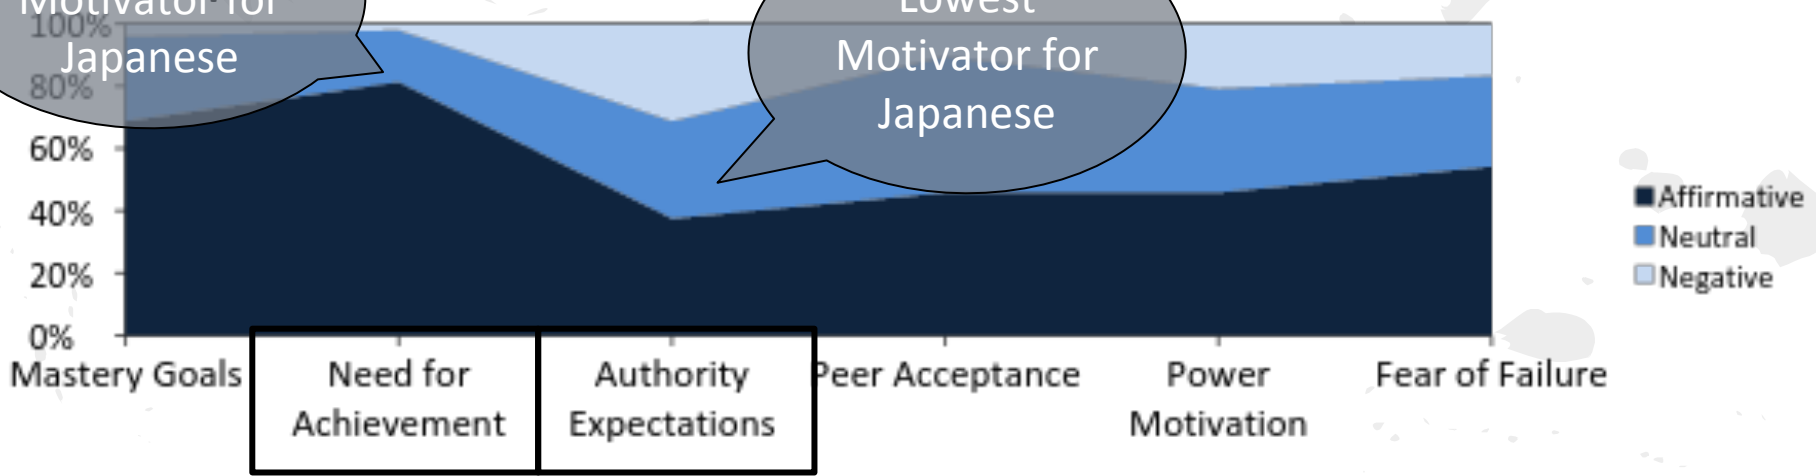 Motivator for
Japanese
Lowest
Motivator for
Japanese
100%
80%
60%
40%
20%
0%
Mastery Goals
Need for
Achievement
Authority
Expectations
Peer Acceptance
Power
Motivation
Fear of Failure
Affirmative
Neutral
Negative